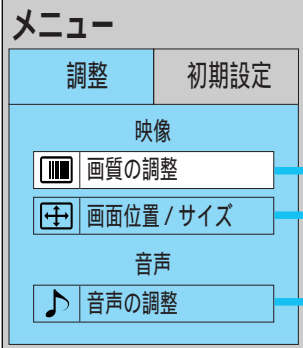 メニュー
調整 初期設定
映像
画質の調整
画面位置 / サイズ
音声
音声の調整